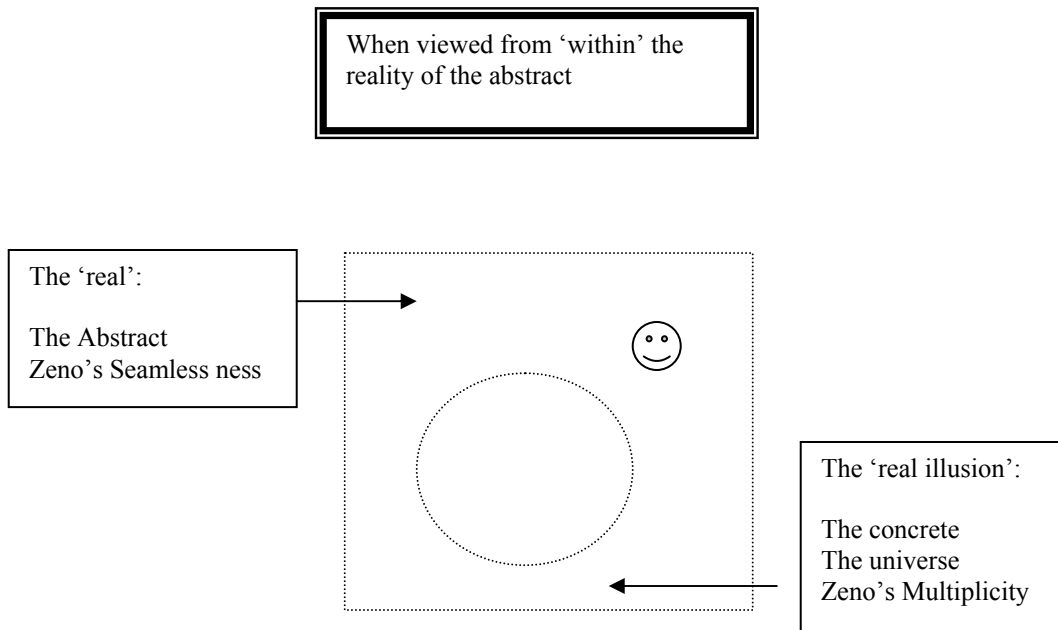 When viewed from ‘within’ the
reality of the abstract
The ‘real’:
The Abstract
Zeno’s Seamless ness
The ‘real illusion’:
The concrete
The universe
Zeno’s Multiplicity